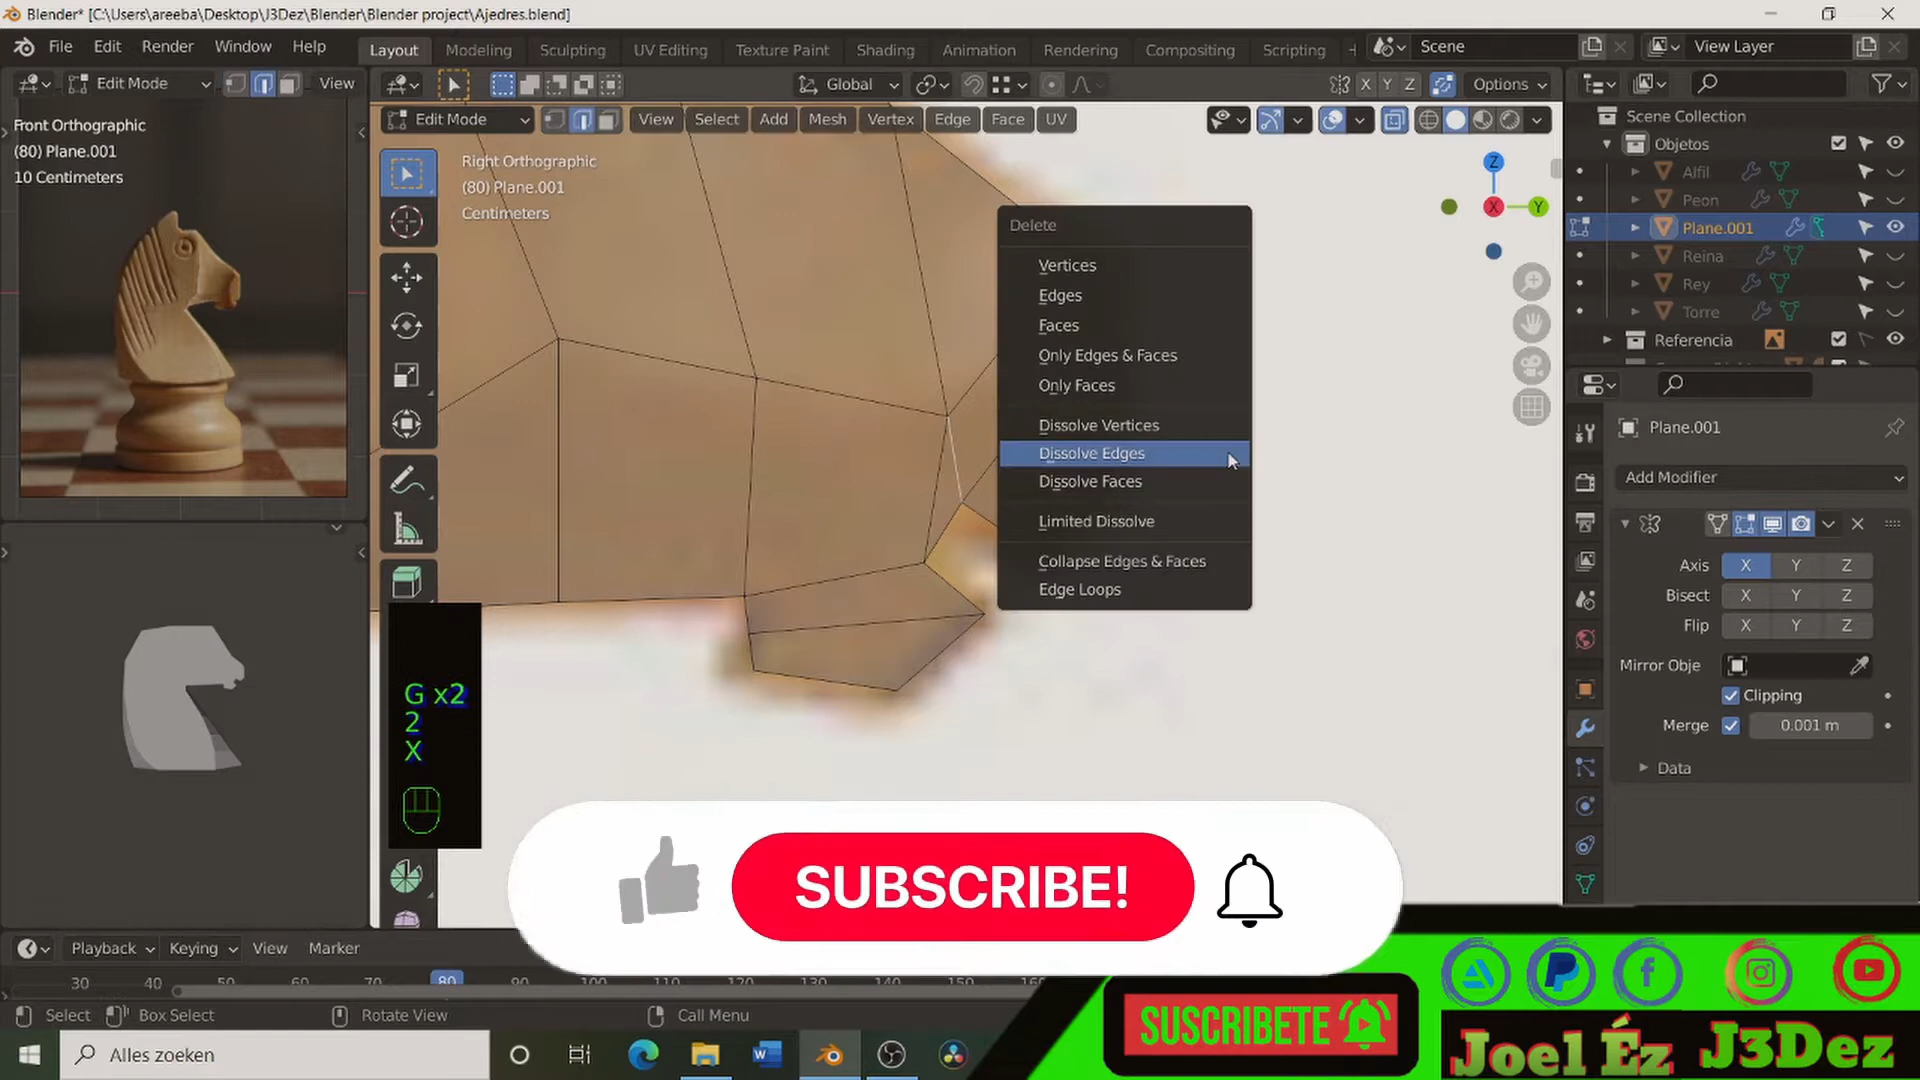 Blender* [C:\Users\areeba\Desktop\J3Dez\Blender\Blender project\Ajedres.blend]
File Edit Render Window Help
Layout Modeling Sculpting UV Editing Texture Paint Shading Animation Rendering Compositing Scripting
Scene
View Layer
Edit Mode View
Global
X Y Z
Options
Front Orthographic
(80) Plane.001
10 Centimeters
Edit Mode View Select Add Mesh Vertex Edge Face UV
Right Orthographic
(80) Plane.001
Centimeters
Z
X
Y
Delete
Vertices
Edges
Faces
Only Edges & Faces
Only Faces
Dissolve Vertices
Dissolve Edges
Dissolve Faces
Limited Dissolve
Collapse Edges & Faces
Edge Loops
Scene Collection
Objetos
Alfil
Peon
Plane.001
Reina
Rey
Torre
Referencia
Plane.001
Add Modifier
Axis X Y Z
Bisect X Y Z
Flip X Y Z
Mirror Obje
Clipping
Merge 0.001 m
Data
G x2
2
X
SUBSCRIBE!
Playback Keying View Marker
30 40 50 60 70 80 90 100 110 120 130 140 150 160 170
Select Box Select Rotate View Call Menu
Alles zoeken
SUSCRIBETE
Joel Éz J3Dez